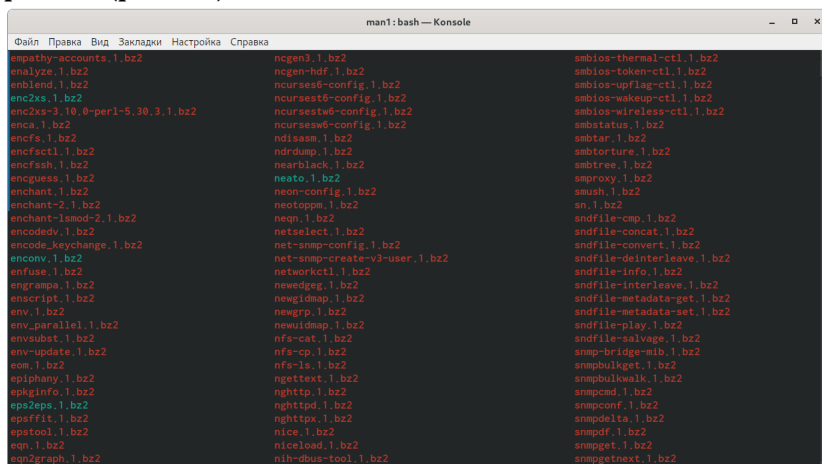 man1 : bash — Konsole
Файл Правка Вид Закладки Настройка Справка
empathy-accounts.1.bz2 ncgen3.1.bz2 smbios-thermal-ctl.1.bz2
enalyze.1.bz2 ncgen-hdf.1.bz2 smbios-token-ctl.1.bz2
enblend.1.bz2 ncurses6-config.1.bz2 smbios-upflag-ctl.1.bz2
enc2xs.1.bz2 ncursest6-config.1.bz2 smbios-wakeup-ctl.1.bz2
enc2xs-3.10.0-perl-5.30.3.1.bz2 ncursestw6-config.1.bz2 smbios-wireless-ctl.1.bz2
enca.1.bz2 ncursesw6-config.1.bz2 smbstatus.1.bz2
encfs.1.bz2 ndisasm.1.bz2 smbtar.1.bz2
encfsctl.1.bz2 ndrdump.1.bz2 smbtorture.1.bz2
encfssh.1.bz2 nearblack.1.bz2 smbtree.1.bz2
encguess.1.bz2 neato.1.bz2 smproxy.1.bz2
enchant.1.bz2 neon-config.1.bz2 smush.1.bz2
enchant-2.1.bz2 neotoppm.1.bz2 sn.1.bz2
enchant-lsmod-2.1.bz2 neqn.1.bz2 sndfile-cmp.1.bz2
encodedv.1.bz2 netselect.1.bz2 sndfile-concat.1.bz2
encode_keychange.1.bz2 net-snmp-config.1.bz2 sndfile-convert.1.bz2
enconv.1.bz2 net-snmp-create-v3-user.1.bz2 sndfile-deinterleave.1.bz2
enfuse.1.bz2 networkctl.1.bz2 sndfile-info.1.bz2
engrampa.1.bz2 newedgeg.1.bz2 sndfile-interleave.1.bz2
enscript.1.bz2 newgidmap.1.bz2 sndfile-metadata-get.1.bz2
env.1.bz2 newgrp.1.bz2 sndfile-metadata-set.1.bz2
env_parallel.1.bz2 newuidmap.1.bz2 sndfile-play.1.bz2
envsubst.1.bz2 nfs-cat.1.bz2 sndfile-salvage.1.bz2
env-update.1.bz2 nfs-cp.1.bz2 snmp-bridge-mib.1.bz2
eom.1.bz2 nfs-ls.1.bz2 snmpbulkget.1.bz2
epiphany.1.bz2 ngettext.1.bz2 snmpbulkwalk.1.bz2
epkginfo.1.bz2 nghttp.1.bz2 snmpcmd.1.bz2
eps2eps.1.bz2 nghttpd.1.bz2 snmpconf.1.bz2
epsffit.1.bz2 nghttpx.1.bz2 snmpdelta.1.bz2
epstool.1.bz2 nice.1.bz2 snmpdf.1.bz2
eqn.1.bz2 niceload.1.bz2 snmpget.1.bz2
eqn2graph.1.bz2 nih-dbus-tool.1.bz2 snmpgetnext.1.bz2